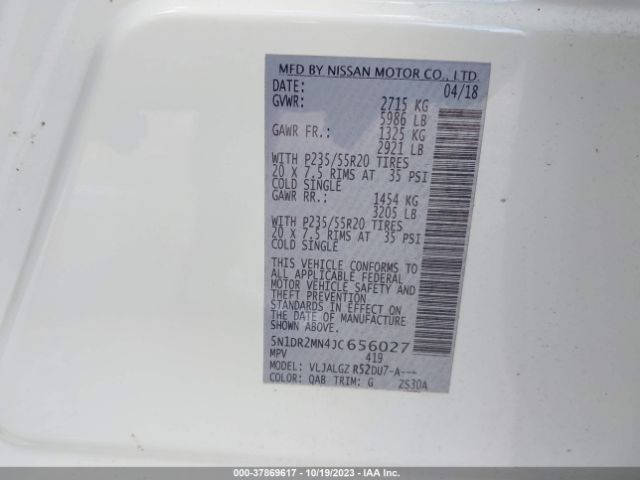 MFD BY NISSAN MOTOR CO., LTD.
DATE: 04/18
GVWR: 2715 KG
5986 LB
GAWR FR.: 1325 KG
2921 LB
WITH P235/55R20 TIRES
20 X 7.5 RIMS AT 35 PSI
COLD SINGLE
GAWR RR.: 1454 KG
3205 LB
WITH P235/55R20 TIRES
20 X 7.5 RIMS AT 35 PSI
COLD SINGLE
THIS VEHICLE CONFORMS TO
ALL APPLICABLE FEDERAL
MOTOR VEHICLE SAFETY AND
THEFT PREVENTION
STANDARDS IN EFFECT ON
THE DATE OF MANUFACTURE
SHOWN ABOVE.
5N1DR2MN4JC656027
MPV 419
MODEL: VLJALGZ R52DU7-A---
COLOR: QAB TRIM: G ZS30A
000-37869617 - 10/19/2023 - IAA Inc.